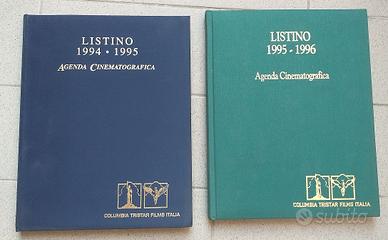 LISTINO
1994 • 1995
AGENDA CINEMATOGRAFICA
COLUMBIA TRISTAR FILMS ITALIA
LISTINO
1995 - 1996
Agenda Cinematografica
COLUMBIA TRISTAR FILMS ITALIA
subito